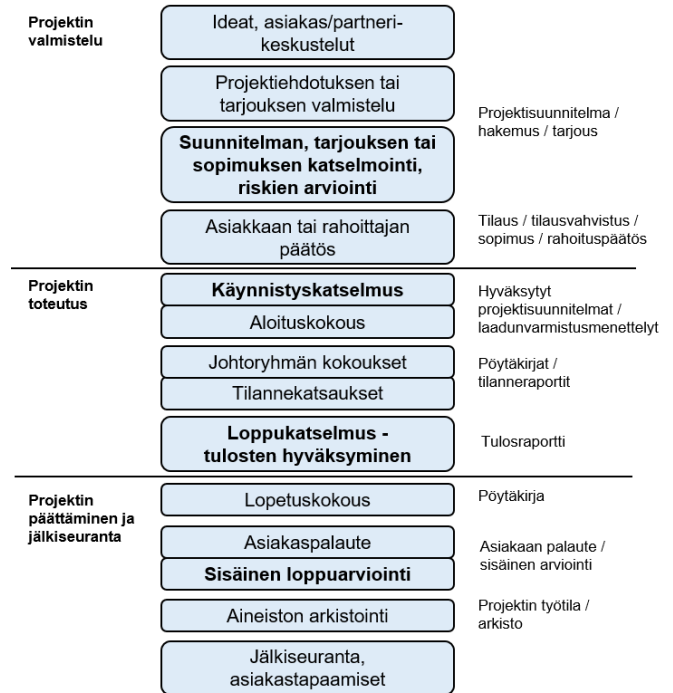 Projektin
valmistelu
Ideat, asiakas/partneri-
keskustelut
Projektiehdotuksen tai
tarjouksen valmistelu
Suunnitelman, tarjouksen tai
sopimuksen katselmointi,
riskien arviointi
Projektisuunnitelma /
hakemus / tarjous
Asiakkaan tai rahoittajan
päätös
Tilaus / tilausvahvistus /
sopimus / rahoituspäätös
Projektin
toteutus
Käynnistyskatselmus
Aloituskokous
Hyväksytyt
projektisuunnitelmat /
laadunvarmistusmenettelyt
Johtoryhmän kokoukset
Tilannekatsaukset
Pöytäkirjat /
tilanneraportit
Loppukatselmus -
tulosten hyväksyminen
Tulosraportti
Projektin
päättäminen ja
jälkiseuranta
Lopetuskokous
Pöytäkirja
Asiakaspalaute
Sisäinen loppuarviointi
Asiakaan palaute /
sisäinen arviointi
Aineiston arkistointi
Projektin työtila /
arkisto
Jälkiseuranta,
asiakastapaamiset